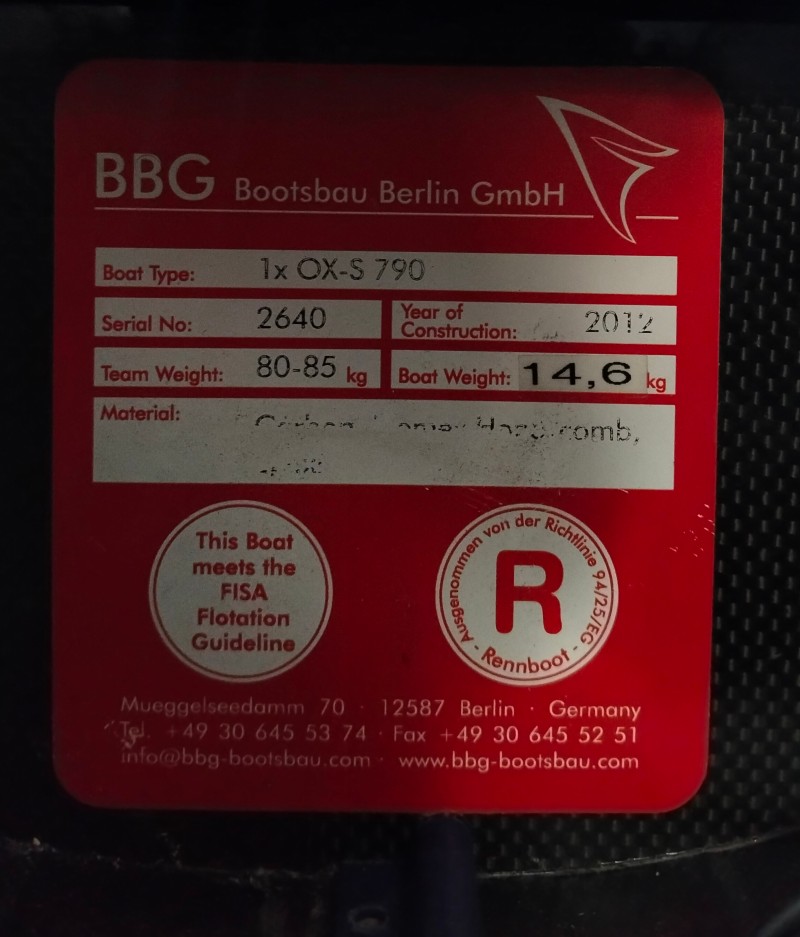 BBG Bootsbau Berlin GmbH
Boat Type: 1x OX-S 790
Serial No: 2640
Year of
Construction: 2012
Team Weight: 80-85 kg
Boat Weight: 14,6 kg
Material: Carbon
This Boat
meets the
FISA
Flotation
Guideline
Ausgenommen von der Richtlinie 94/25/EG
R
- Rennboot -
Mueggelseedamm 70 · 12587 Berlin · Germany
Tel. +49 30 645 53 74 · Fax +49 30 645 52 51
info@bbg-bootsbau.com · www.bbg-bootsbau.com